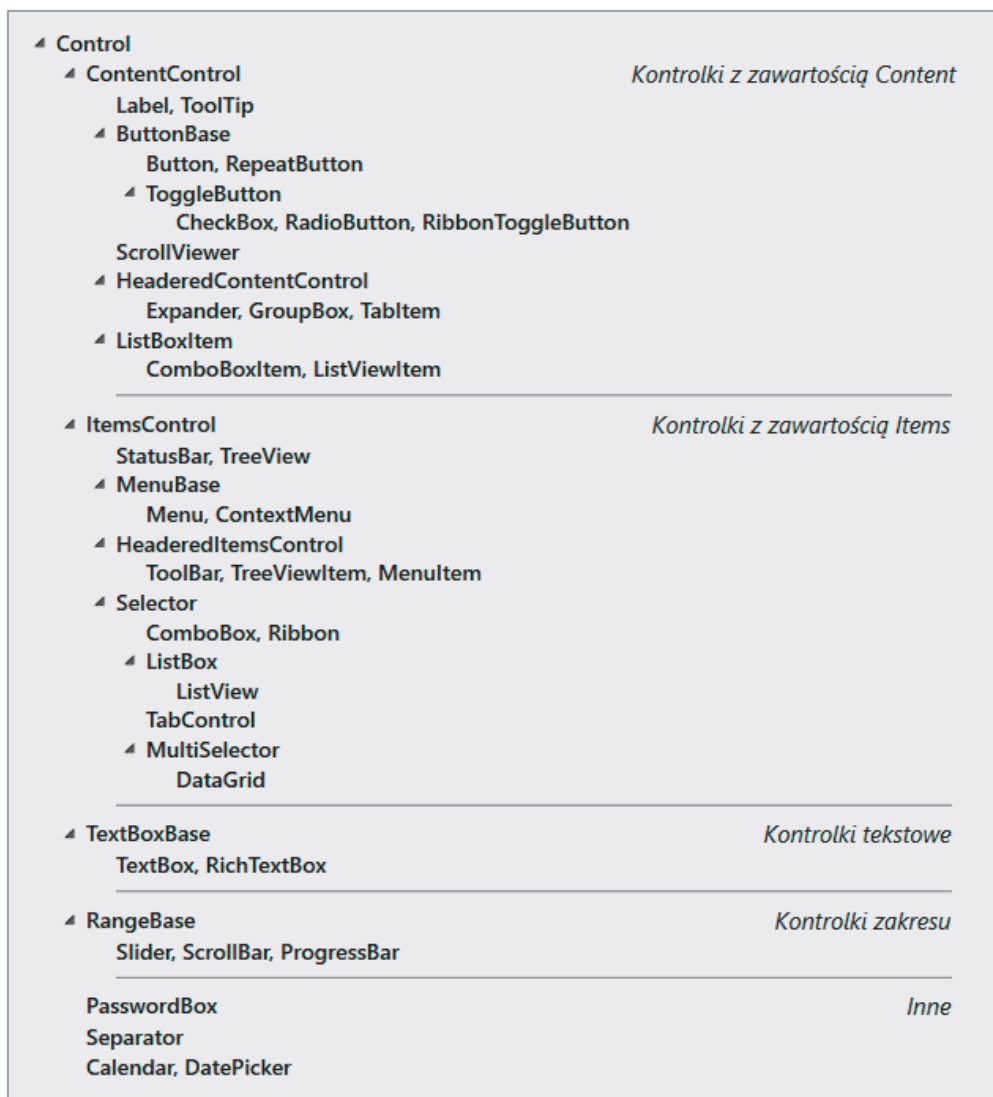 Control
ContentControl Kontrolki z zawartością Content
Label, ToolTip
ButtonBase
Button, RepeatButton
ToggleButton
CheckBox, RadioButton, RibbonToggleButton
ScrollViewer
HeaderedContentControl
Expander, GroupBox, TabItem
ListBoxItem
ComboBoxItem, ListViewItem
ItemsControl Kontrolki z zawartością Items
StatusBar, TreeView
MenuBase
Menu, ContextMenu
HeaderedItemsControl
ToolBar, TreeViewItem, MenuItem
Selector
ComboBox, Ribbon
ListBox
ListView
TabControl
MultiSelector
DataGrid
TextBoxBase Kontrolki tekstowe
TextBox, RichTextBox
RangeBase Kontrolki zakresu
Slider, ScrollBar, ProgressBar
PasswordBox Inne
Separator
Calendar, DatePicker